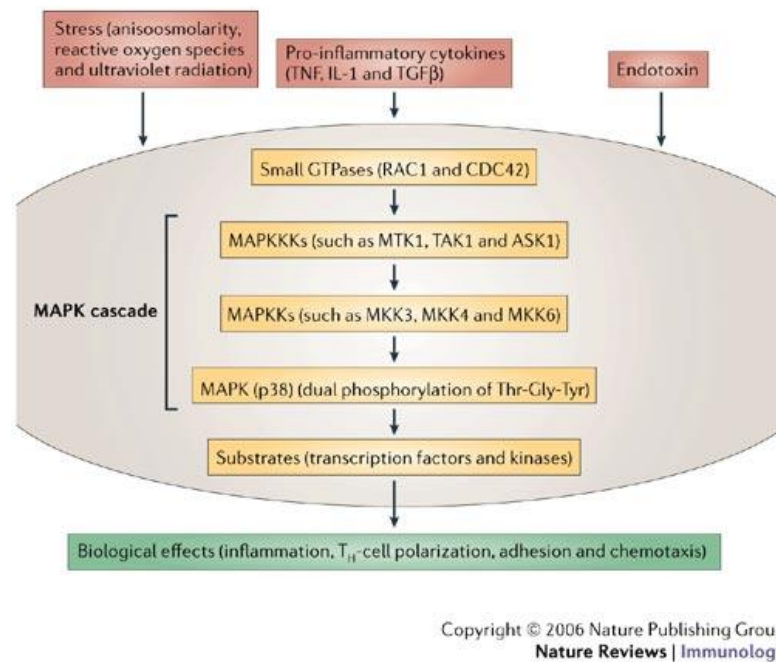 Stress (anisoosmolarity,
reactive oxygen species
and ultraviolet radiation)
Pro-inflammatory cytokines
(TNF, IL-1 and TGFβ)
Endotoxin
Small GTPases (RAC1 and CDC42)
MAPKKKs (such as MTK1, TAK1 and ASK1)
MAPK cascade
MAPKKs (such as MKK3, MKK4 and MKK6)
MAPK (p38) (dual phosphorylation of Thr-Gly-Tyr)
Substrates (transcription factors and kinases)
Biological effects (inflammation, T_H-cell polarization, adhesion and chemotaxis)
Copyright © 2006 Nature Publishing Grou
Nature Reviews | Immunolog